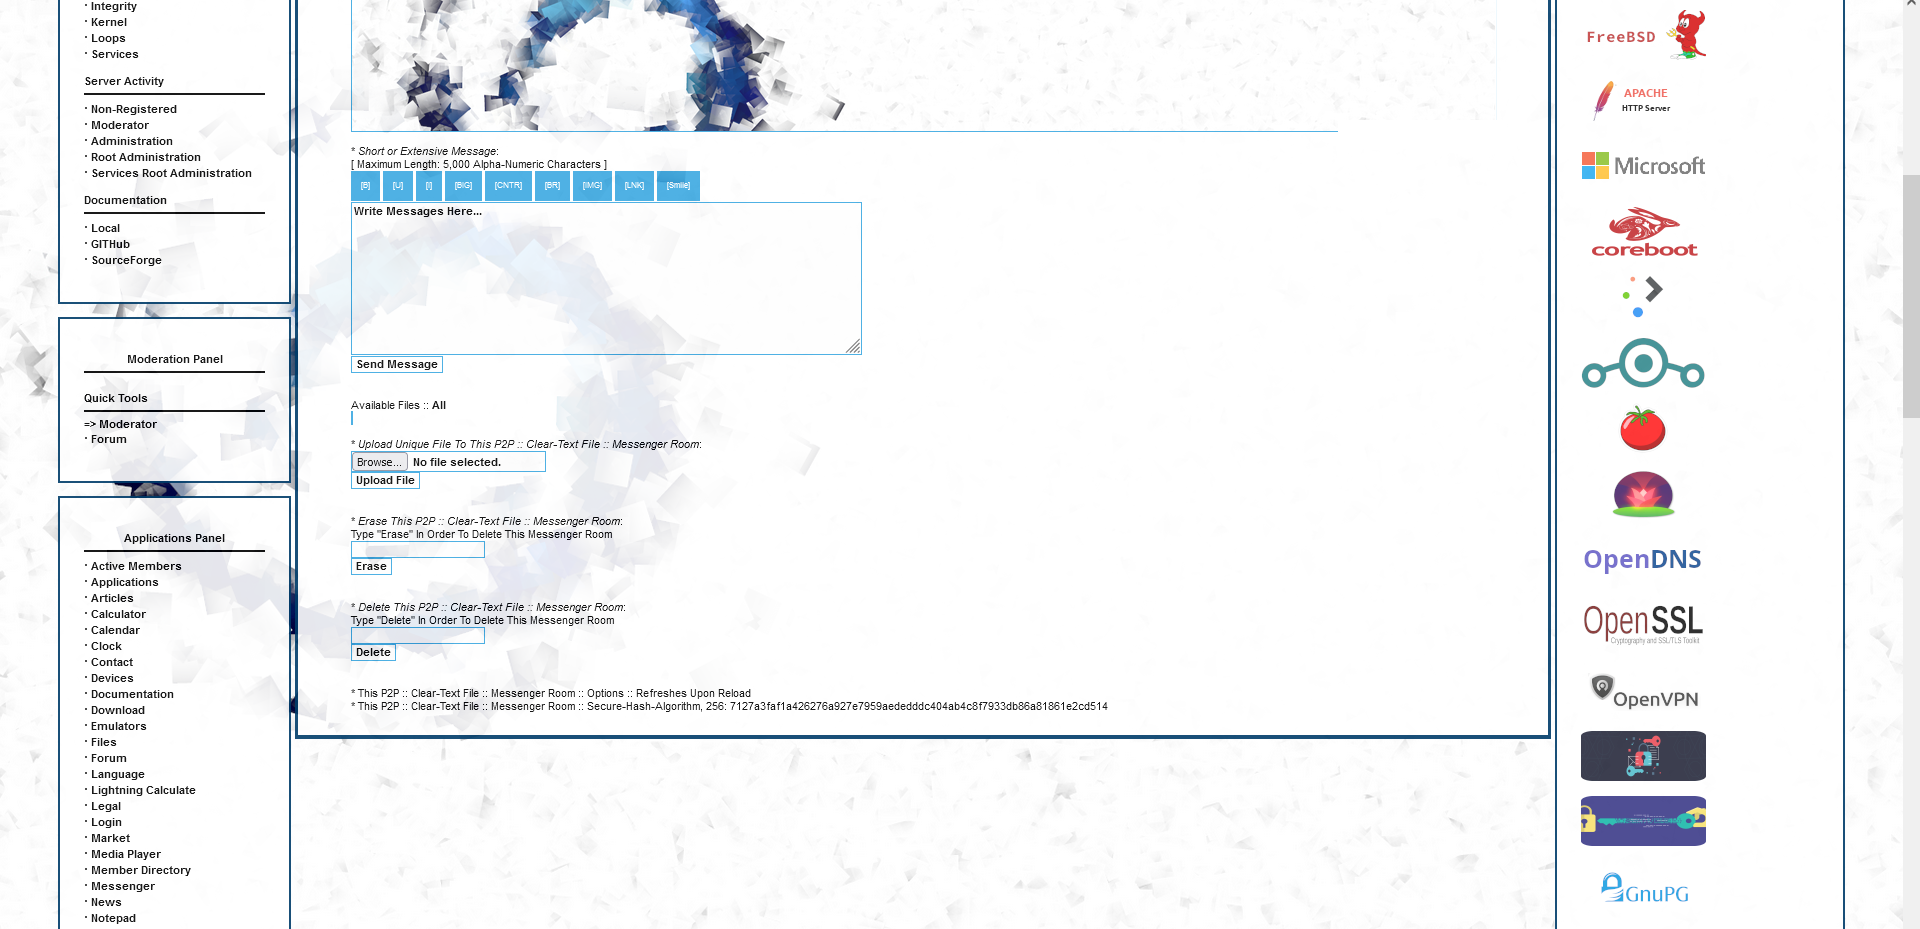 · Integrity
· Kernel
· Loops
· Services
Server Activity
· Non-Registered
· Moderator
· Administration
· Root Administration
· Services Root Administration
Documentation
· Local
· GITHub
· SourceForge
Moderation Panel
Quick Tools
=> Moderator
· Forum
Applications Panel
· Active Members
· Applications
· Articles
· Calculator
· Calendar
· Clock
· Contact
· Devices
· Documentation
· Download
· Emulators
· Files
· Forum
· Language
· Lightning Calculate
· Legal
· Login
· Market
· Media Player
· Member Directory
· Messenger
· News
· Notepad
* Short or Extensive Message:
[ Maximum Length: 5,000 Alpha-Numeric Characters ]
[B] [U] [I] [BIG] [CNTR] [BR] [IMG] [LNK] [Smile]
Write Messages Here...
Send Message
Available Files :: All
* Upload Unique File To This P2P :: Clear-Text File :: Messenger Room:
Browse... No file selected.
Upload File
* Erase This P2P :: Clear-Text File :: Messenger Room:
Type "Erase" In Order To Delete This Messenger Room
Erase
* Delete This P2P :: Clear-Text File :: Messenger Room:
Type "Delete" In Order To Delete This Messenger Room
Delete
* This P2P :: Clear-Text File :: Messenger Room :: Options :: Refreshes Upon Reload
* This P2P :: Clear-Text File :: Messenger Room :: Secure-Hash-Algorithm, 256: 7127a3faf1a426276a927e7959aededddc404ab4c8f7933db86a81861e2cd514
FreeBSD
APACHE
HTTP Server
Microsoft
coreboot
OpenDNS
OpenSSL
Cryptography and SSL/TLS Toolkit
OpenVPN
GnuPG